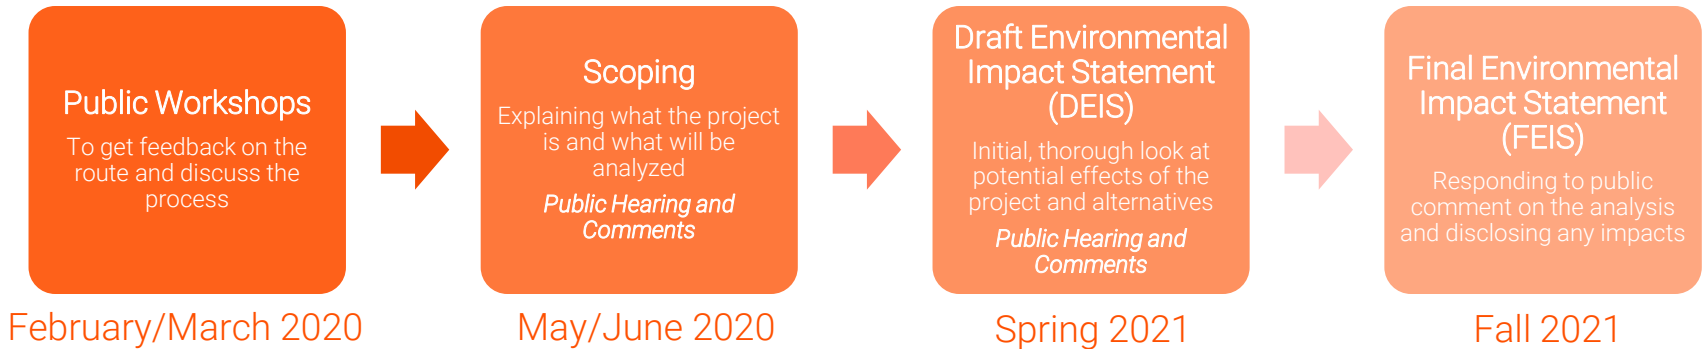 Public Workshops
To get feedback on the
route and discuss the
process
February/March 2020
Scoping
Explaining what the project
is and what will be
analyzed
Public Hearing and
Comments
May/June 2020
Draft Environmental
Impact Statement
(DEIS)
Initial, thorough look at
potential effects of the
project and alternatives
Public Hearing and
Comments
Spring 2021
Final Environmental
Impact Statement
(FEIS)
Responding to public
comment on the analysis
and disclosing any impacts
Fall 2021